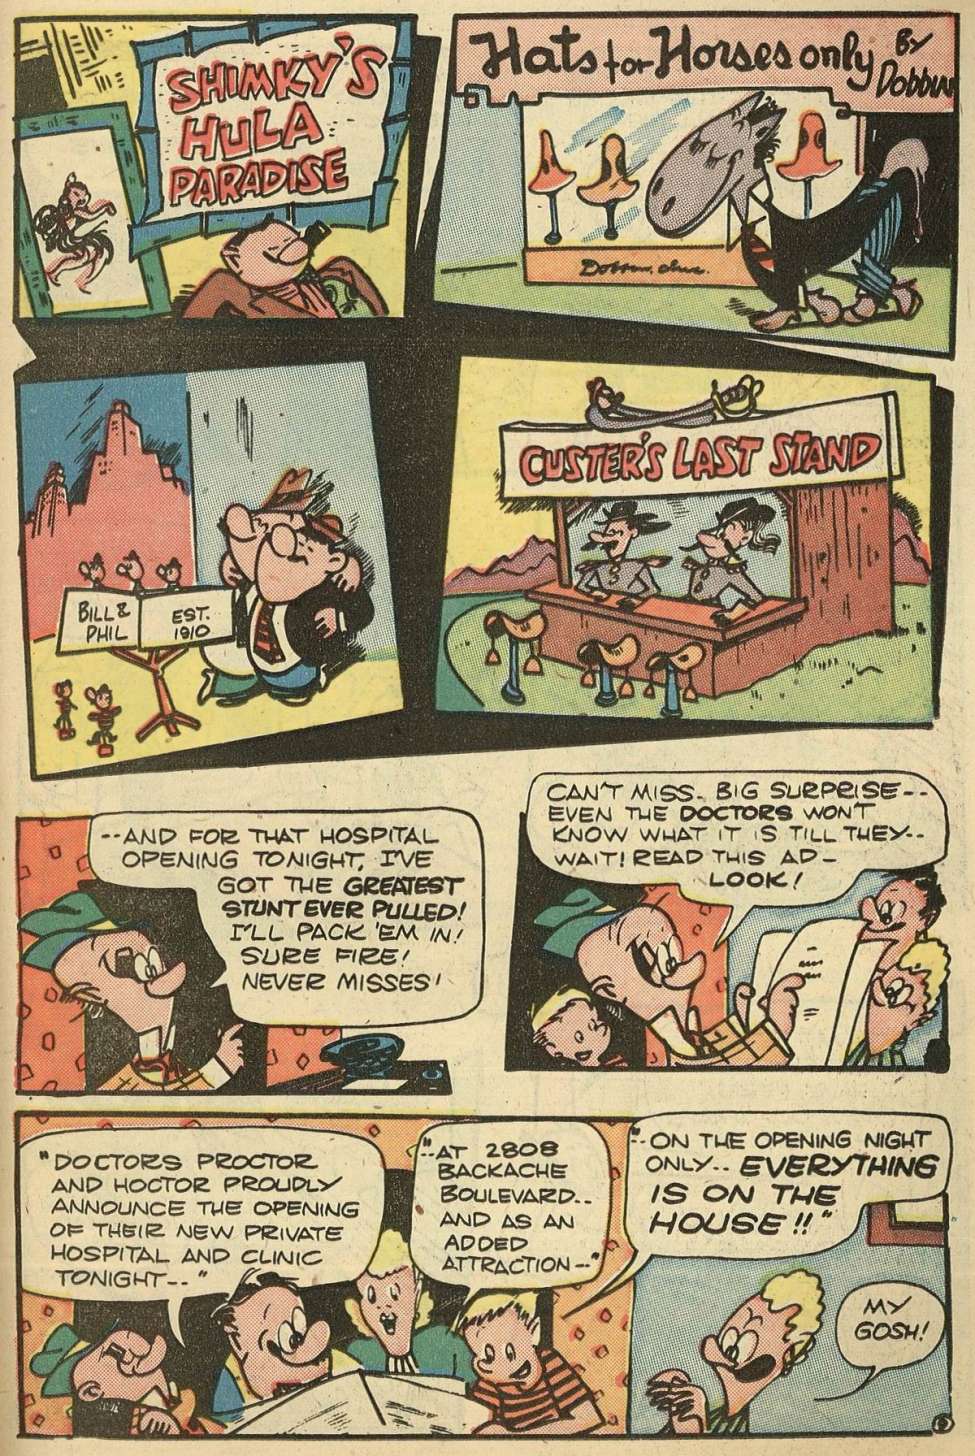 SHIMKY'S
HULA
PARADISE
Hats for Horses only
BY
Dobbin
Dobbin, chic.
BILL &
PHIL
EST.
1910
CUSTER'S LAST STAND
--AND FOR THAT HOSPITAL
OPENING TONIGHT, I'VE
GOT THE GREATEST
STUNT EVER PULLED!
I'LL PACK 'EM IN!
SURE FIRE!
NEVER MISSES!
CAN'T MISS. BIG SURPRISE--
EVEN THE DOCTORS WON'T
KNOW WHAT IT IS TILL THEY--
WAIT! READ THIS AD-
LOOK!
"DOCTORS PROCTOR
AND HOCTOR PROUDLY
ANNOUNCE THE OPENING
OF THEIR NEW PRIVATE
HOSPITAL AND CLINIC
TONIGHT--"
"--AT 2808
BACKACHE
BOULEVARD..
AND AS AN
ADDED
ATTRACTION--"
"--ON THE OPENING NIGHT
ONLY-- EVERYTHING
IS ON THE
HOUSE!!"
MY
GOSH!